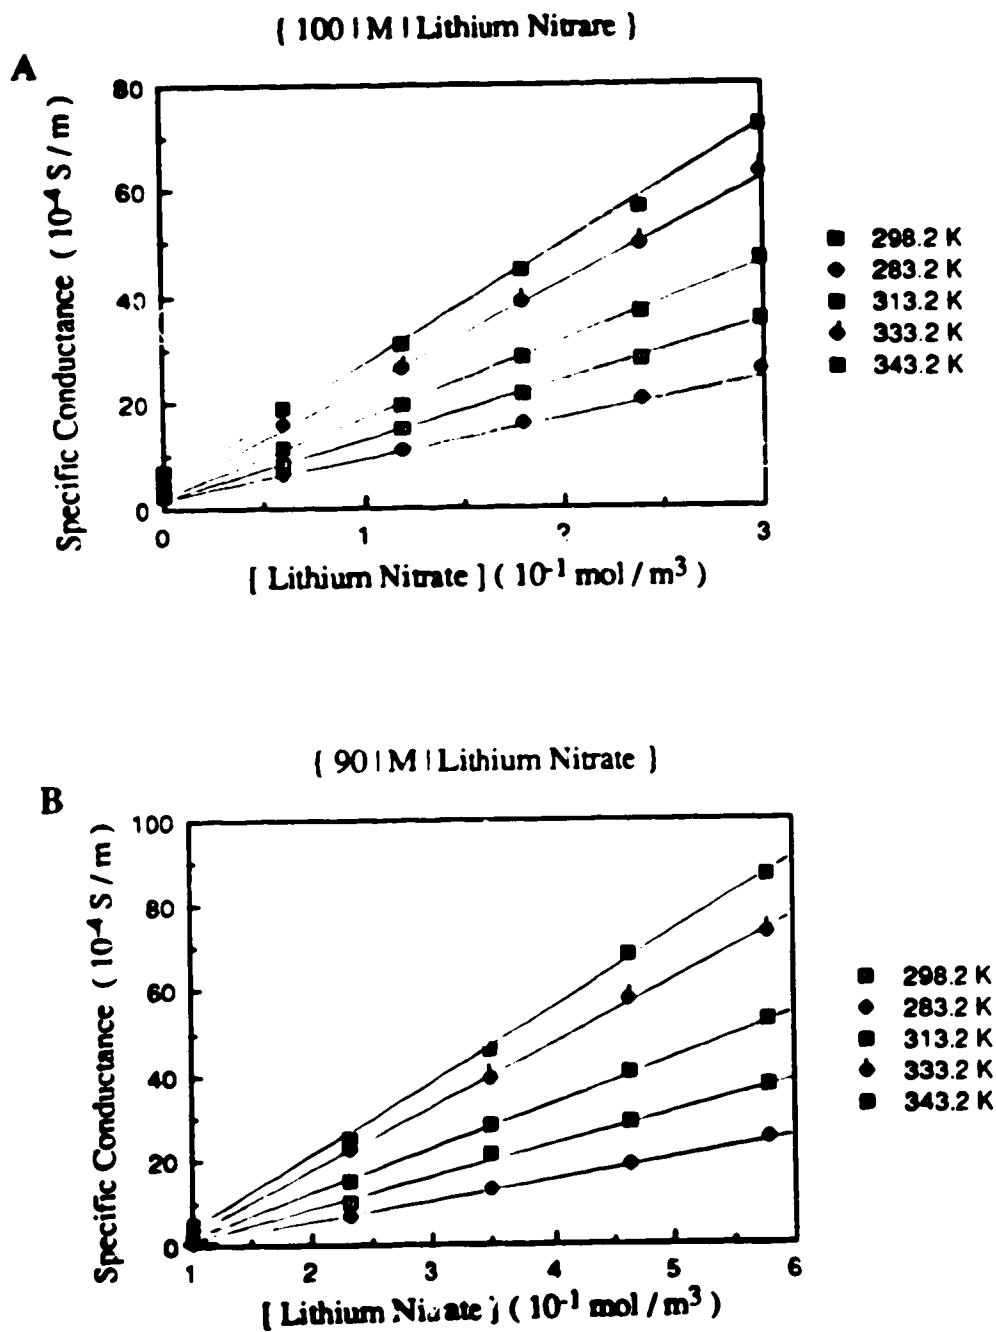 { 100 | M | Lithium Nitrare }
A
Specific Conductance ( 10⁻⁴ S / m )
80
60
40
20
0
0 1 2 3
[ Lithium Nitrate ] ( 10⁻¹ mol / m³ )
298.2 K
283.2 K
313.2 K
333.2 K
343.2 K
{ 90 | M | Lithium Nitrate }
B
Specific Conductance ( 10⁻⁴ S / m )
100
80
60
40
20
0
1 2 3 4 5 6
[ Lithium Nitrate ] ( 10⁻¹ mol / m³ )
298.2 K
283.2 K
313.2 K
333.2 K
343.2 K